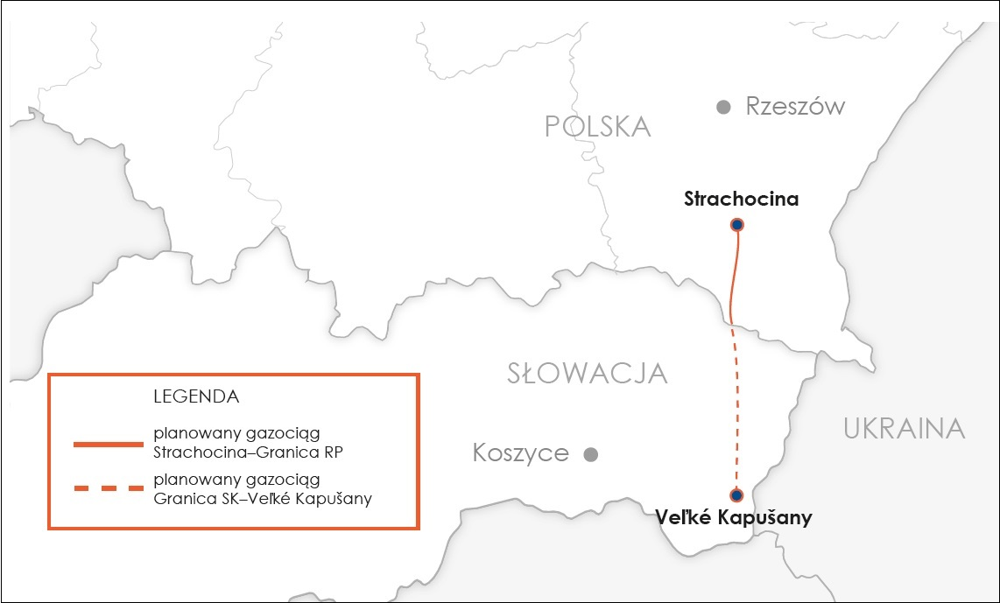 Rzeszów
POLSKA
Strachocina
SŁOWACJA
LEGENDA
planowany gazociąg
Strachocina–Granica RP
planowany gazociąg
Granica SK–Veľké Kapušany
UKRAINA
Koszyce
Veľké Kapušany